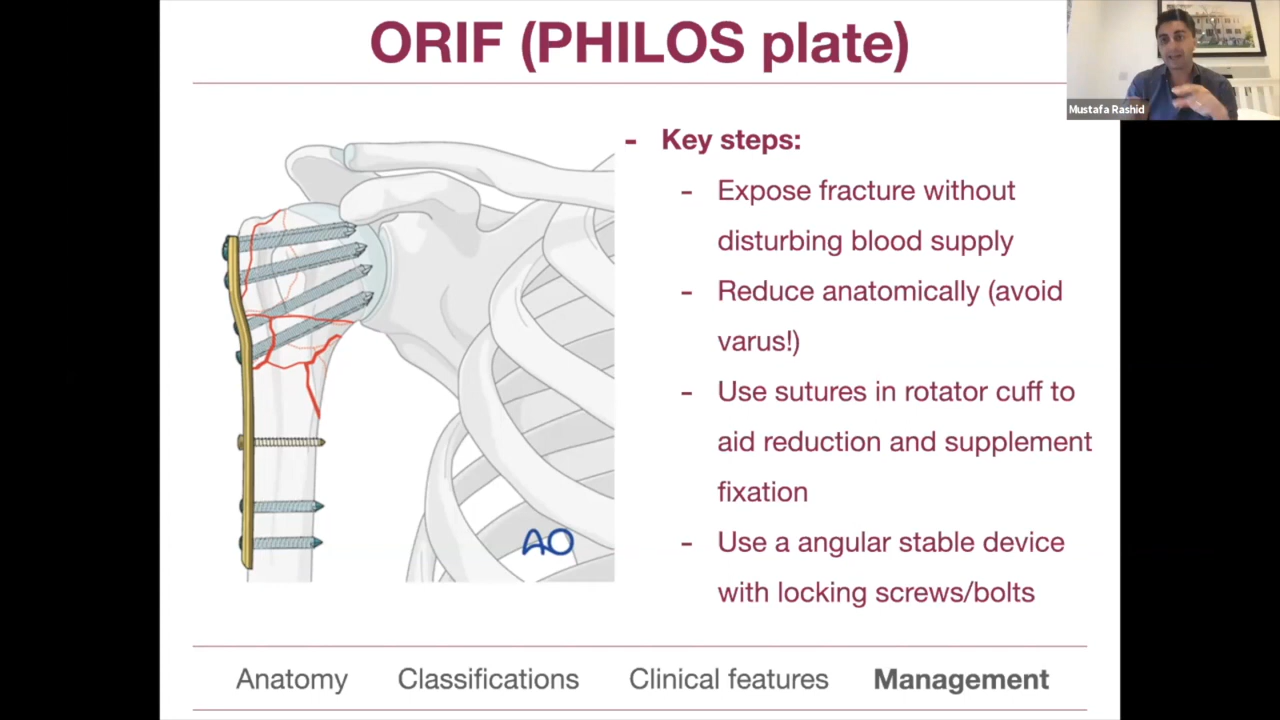 ORIF (PHILOS plate)
Mustafa Rashid
- Key steps:
- Expose fracture without
disturbing blood supply
- Reduce anatomically (avoid
varus!)
- Use sutures in rotator cuff to
aid reduction and supplement
fixation
- Use a angular stable device
with locking screws/bolts
AO
Anatomy Classifications Clinical features Management